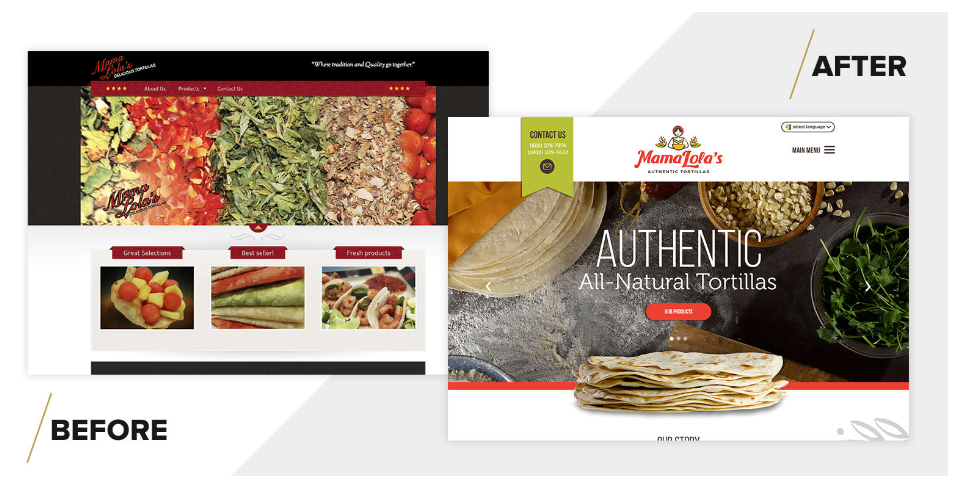 Mama
Lola's
DELICIOUS TORTILLAS
"Where tradition and Quality go together."
About Us
Products
Contact Us
Mama
Lola's
Great Selections
Best seller!
Fresh products
BEFORE
AFTER
CONTACT US
select language
MAIN MENU
MamaLola's
AUTHENTIC TORTILLAS
AUTHENTIC
All-Natural Tortillas
OUR PRODUCTS
OUR STORY